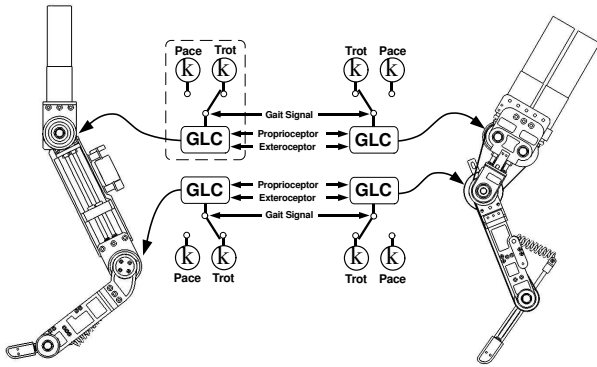 Pace Trot Trot Pace
k k k k
Gait Signal
GLC Proprioceptor GLC
Exteroceptor
GLC Proprioceptor GLC
Exteroceptor
Gait Signal
k k k k
Pace Trot Trot Pace